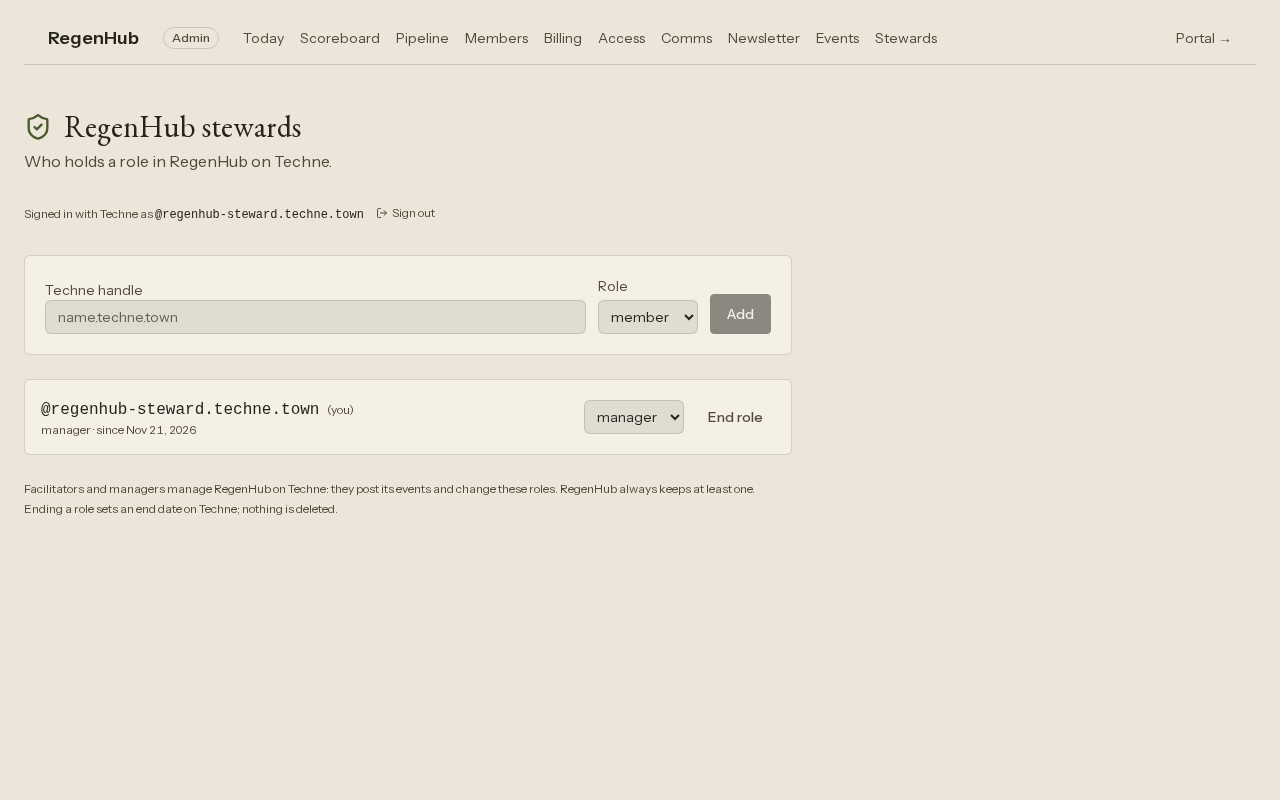 RegenHub Admin Today Scoreboard Pipeline Members Billing Access Comms Newsletter Events Stewards Portal →
RegenHub stewards
Who holds a role in RegenHub on Techne.
Signed in with Techne as @regenhub-steward.techne.town Sign out
Techne handle Role
name.techne.town member Add
@regenhub-steward.techne.town (you) manager End role
manager · since Nov 21, 2026
Facilitators and managers manage RegenHub on Techne: they post its events and change these roles. RegenHub always keeps at least one.
Ending a role sets an end date on Techne; nothing is deleted.